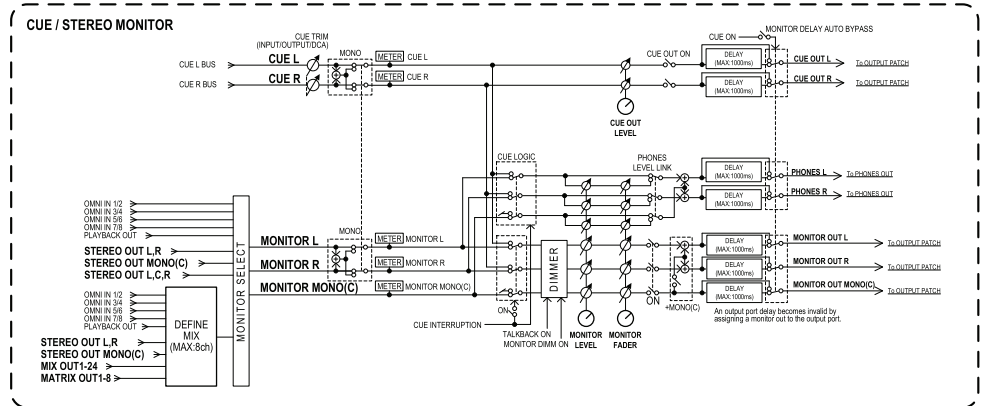 CUE / STEREO MONITOR
CUE TRIM
(INPUT/OUTPUT/DCA)
MONO
CUE ON
MONITOR DELAY AUTO BYPASS
CUE L BUS
CUE L
METER CUE L
CUE OUT ON
DELAY
(MAX:1000ms)
CUE OUT L
To OUTPUT PATCH
CUE R BUS
CUE R
METER CUE R
DELAY
(MAX:1000ms)
CUE OUT R
To OUTPUT PATCH
CUE OUT
LEVEL
CUE LOGIC
PHONES
LEVEL LINK
DELAY
(MAX:1000ms)
PHONES L
To PHONES OUT
DELAY
(MAX:1000ms)
PHONES R
To PHONES OUT
OMNI IN 1/2
OMNI IN 3/4
OMNI IN 5/6
OMNI IN 7/8
PLAYBACK OUT
STEREO OUT L,R
STEREO OUT MONO(C)
STEREO OUT L,C,R
MONITOR SELECT
MONO
MONITOR L
METER MONITOR L
MONITOR R
METER MONITOR R
MONITOR MONO(C)
METER MONITOR MONO(C)
DIMMER
DELAY
(MAX:1000ms)
MONITOR OUT L
To OUTPUT PATCH
DELAY
(MAX:1000ms)
MONITOR OUT R
To OUTPUT PATCH
DELAY
(MAX:1000ms)
MONITOR OUT MONO(C)
To OUTPUT PATCH
ON
ON
+MONO(C)
An output port delay becomes invalid by
assigning a monitor out to the output port.
CUE INTERRUPTION
TALKBACK ON
MONITOR DIMM ON
MONITOR
LEVEL
MONITOR
FADER
OMNI IN 1/2
OMNI IN 3/4
OMNI IN 5/6
OMNI IN 7/8
PLAYBACK OUT
STEREO OUT L,R
STEREO OUT MONO(C)
MIX OUT1-24
MATRIX OUT1-8
DEFINE
MIX
(MAX:8ch)